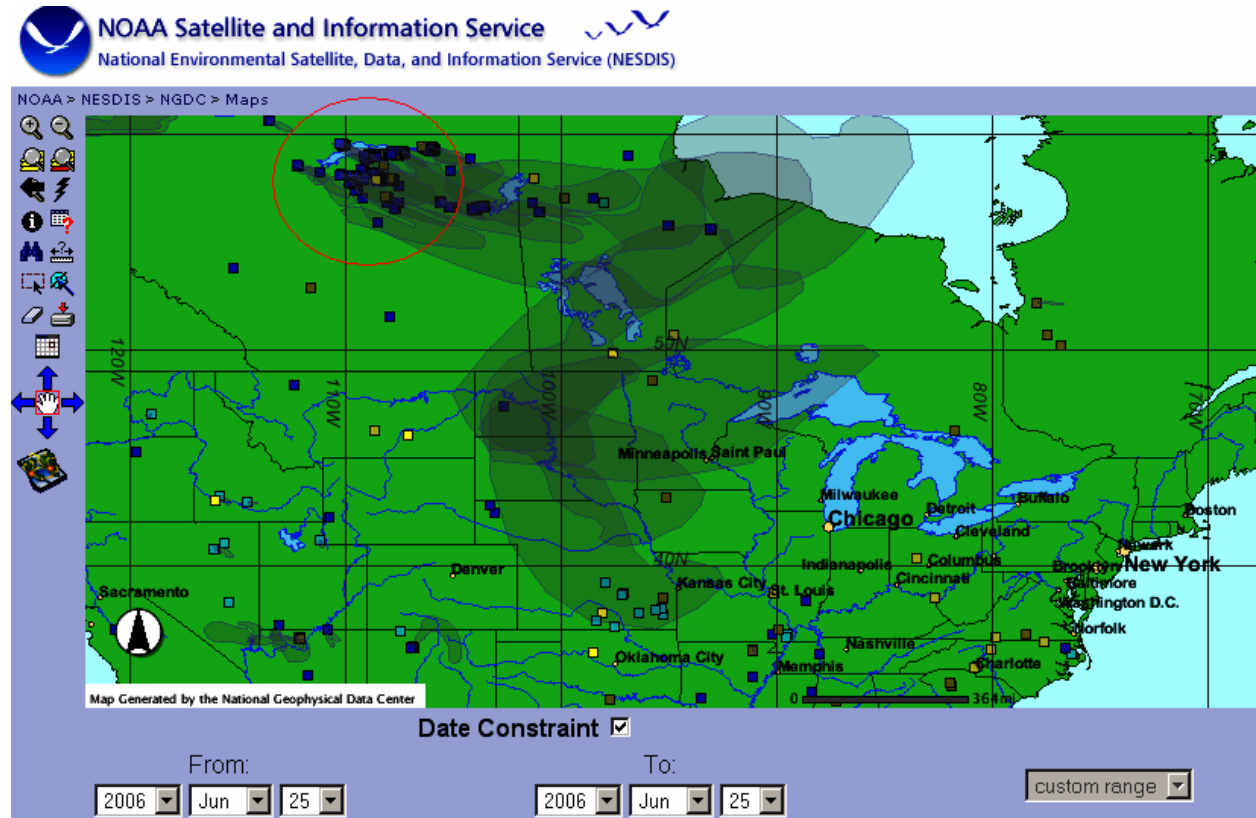 NOAA Satellite and Information Service
National Environmental Satellite, Data, and Information Service (NESDIS)
NOAA > NESDIS > NGDC > Maps
50N
120W
110W
100W
90W
80W
70W
Minneapolis Saint Paul
Milwaukee
Buffalo
Chicago
Detroit
Boston
Cleveland
Newark
40N
Indianapolis
Columbus
Brooklyn
New York
Denver
Kansas City
Cincinnati
Baltimore
Sacramento
St. Louis
Washington D.C.
Norfolk
Nashville
Oklahoma City
Memphis
Charlotte
Map Generated by the National Geophysical Data Center
0
364mi
Date Constraint
From:
To:
2006 Jun 25
2006 Jun 25
custom range